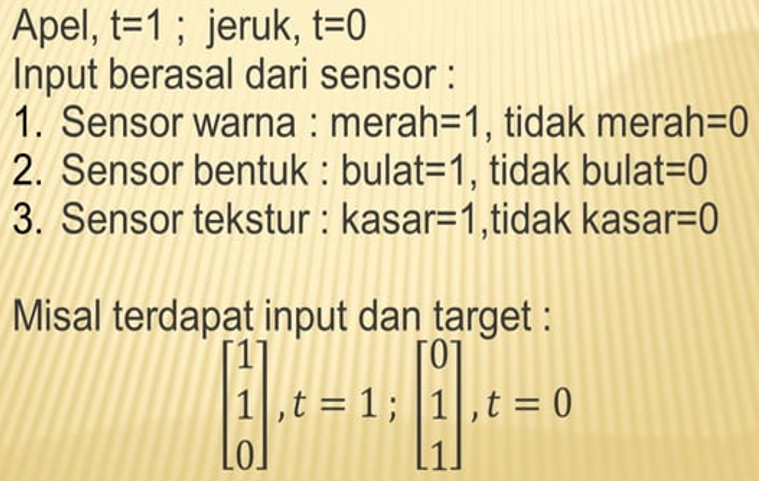 Apel, t=1 ; jeruk, t=0
Input berasal dari sensor :
1. Sensor warna : merah=1, tidak merah=0
2. Sensor bentuk : bulat=1, tidak bulat=0
3. Sensor tekstur : kasar=1,tidak kasar=0
Misal terdapat input dan target :
[1 1 0], t = 1 ; [0 1 1], t = 0